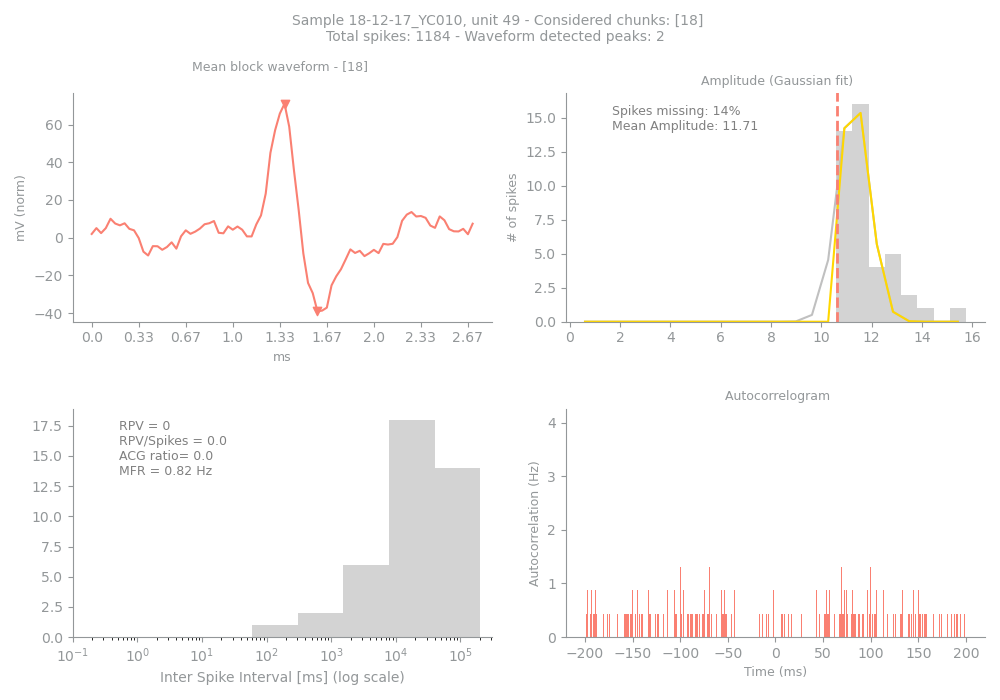 Sample 18-12-17_YC010, unit 49 - Considered chunks: [18]
Total spikes: 1184 - Waveform detected peaks: 2
Mean block waveform - [18]
60
40
20
0
−20
−40
mV (norm)
0.0 0.33 0.67 1.0 1.33 1.67 2.0 2.33 2.67
ms
Amplitude (Gaussian fit)
Spikes missing: 14%
Mean Amplitude: 11.71
15.0
12.5
10.0
7.5
5.0
2.5
0.0
# of spikes
0 2 4 6 8 10 12 14 16
RPV = 0
RPV/Spikes = 0.0
ACG ratio= 0.0
MFR = 0.82 Hz
17.5
15.0
12.5
10.0
7.5
5.0
2.5
0.0
10⁻¹ 10⁰ 10¹ 10² 10³ 10⁴ 10⁵
Inter Spike Interval [ms] (log scale)
Autocorrelogram
4
3
2
1
0
Autocorrelation (Hz)
−200 −150 −100 −50 0 50 100 150 200
Time (ms)